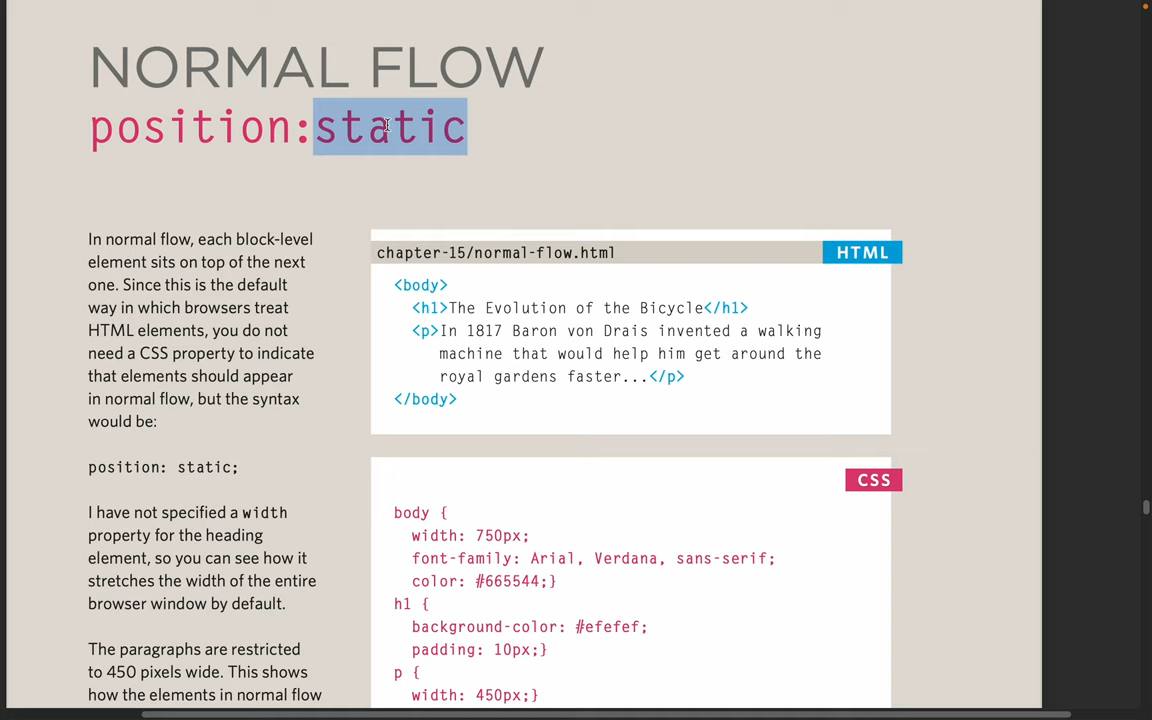 NORMAL FLOW
position:static
In normal flow, each block-level
element sits on top of the next
one. Since this is the default
way in which browsers treat
HTML elements, you do not
need a CSS property to indicate
that elements should appear
in normal flow, but the syntax
would be:
position: static;
I have not specified a width
property for the heading
element, so you can see how it
stretches the width of the entire
browser window by default.
The paragraphs are restricted
to 450 pixels wide. This shows
how the elements in normal flow
chapter-15/normal-flow.html
HTML
<body>
<h1>The Evolution of the Bicycle</h1>
<p>In 1817 Baron von Drais invented a walking
machine that would help him get around the
royal gardens faster...</p>
</body>
CSS
body {
width: 750px;
font-family: Arial, Verdana, sans-serif;
color: #665544;}
h1 {
background-color: #efefef;
padding: 10px;}
p {
width: 450px;}